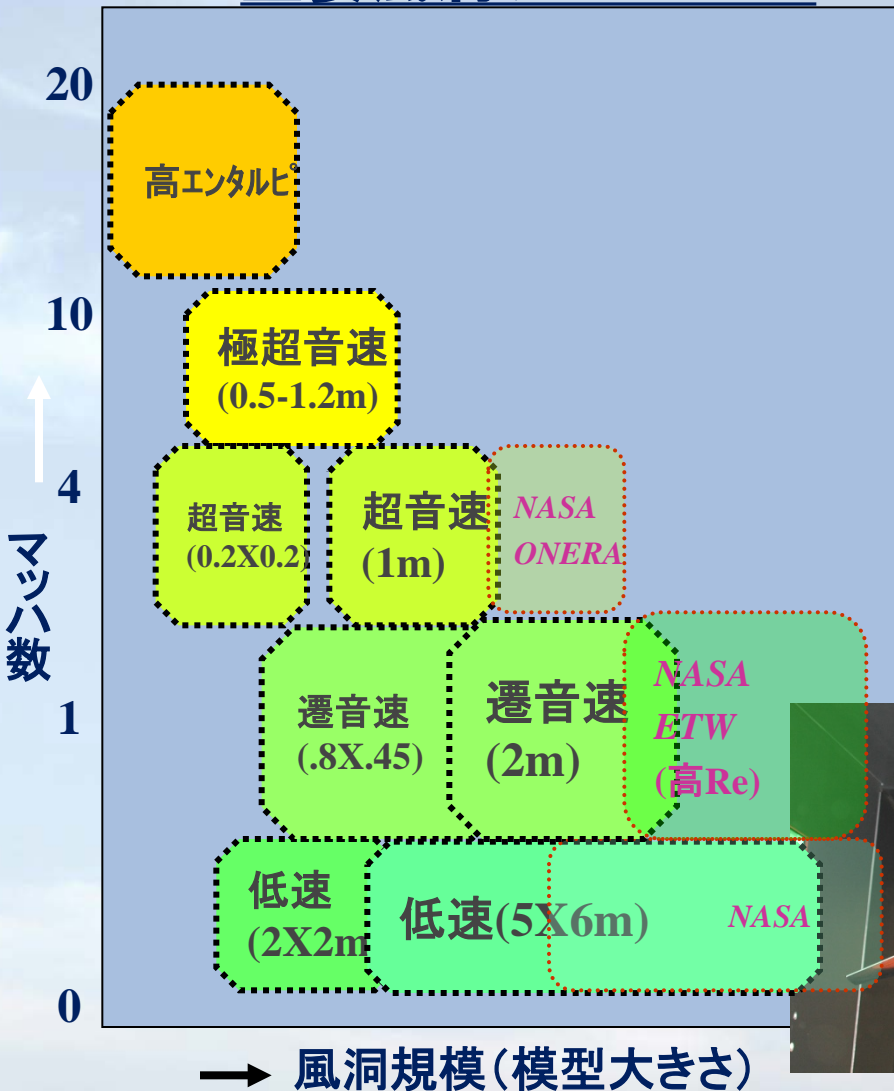 20
高エンタルピ
10
極超音速
(0.5-1.2m)
4
超音速
(0.2X0.2)
超音速
(1m)
NASA
ONERA
マッハ数
遷音速
(.8X.45)
遷音速
(2m)
NASA
ETW
(高Re)
1
低速
(2X2m
低速(5X6m)
NASA
0
風洞規模(模型大きさ)